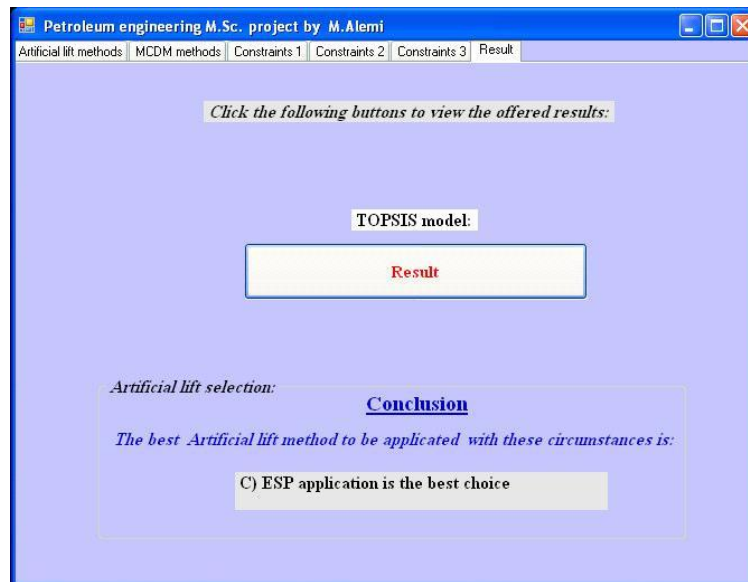 Petroleum engineering M.Sc. project by M.Alemi
Artificial lift methods MCDM methods Constraints 1 Constraints 2 Constraints 3 Result
Click the following buttons to view the offered results:
TOPSIS model:
Result
Artificial lift selection:
Conclusion
The best Artificial lift method to be applicated with these circumstances is:
C) ESP application is the best choice